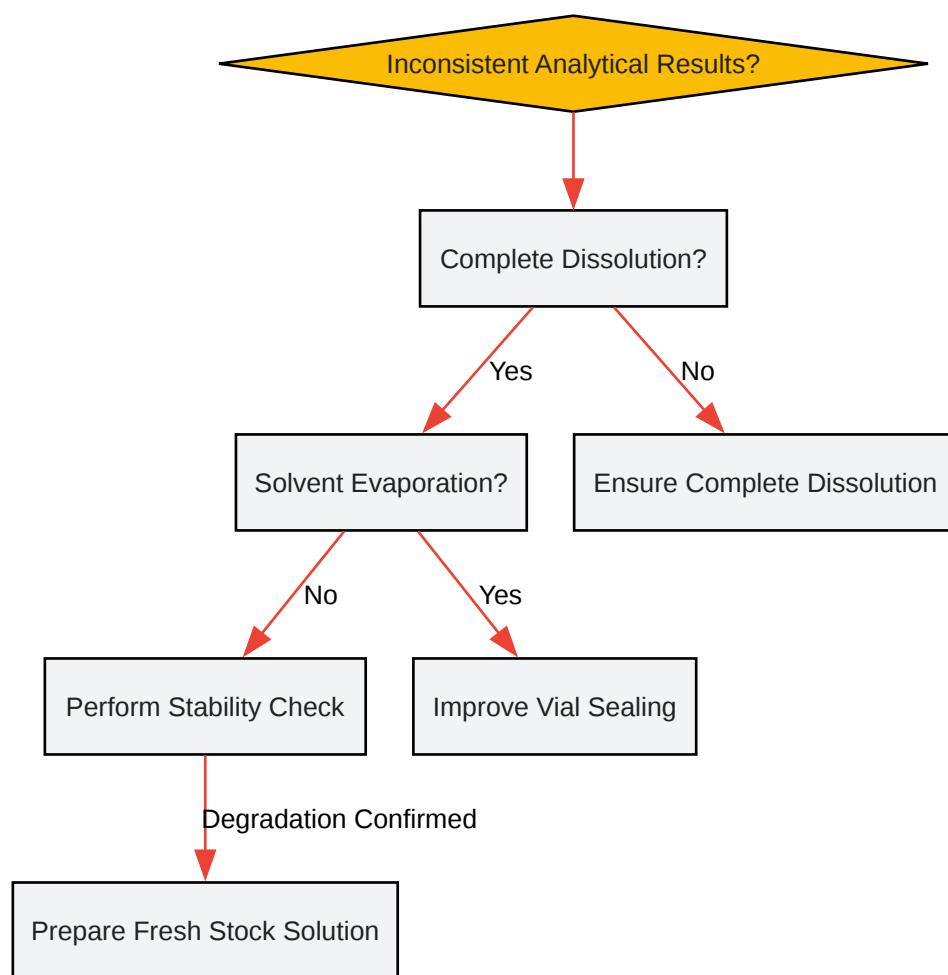 Inconsistent Analytical Results?
Complete Dissolution?
Yes
No
Solvent Evaporation?
Ensure Complete Dissolution
No
Yes
Perform Stability Check
Improve Vial Sealing
Degradation Confirmed
Prepare Fresh Stock Solution